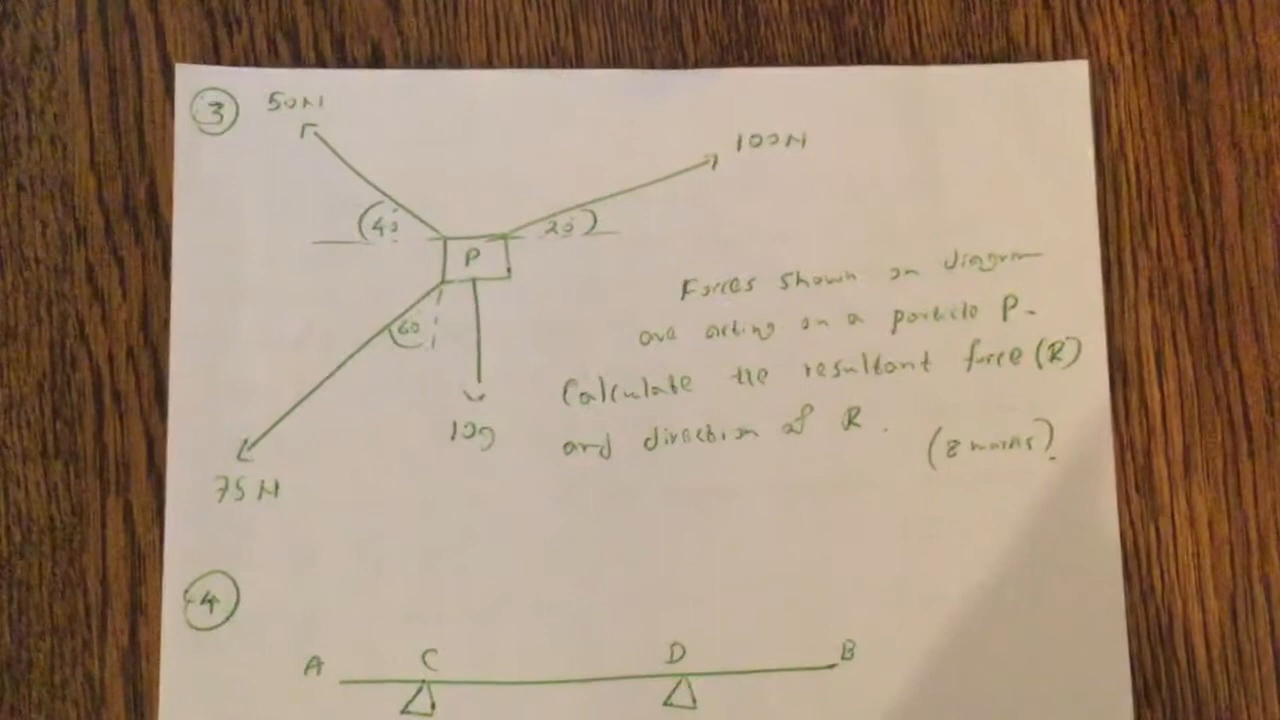 3
50N
100N
40°
20°
P
60
10g
75N
Forces shown on diagram
are acting on a particle P.
Calculate the resultant force (R)
and direction of R.
(8 marks).
4
A C D B